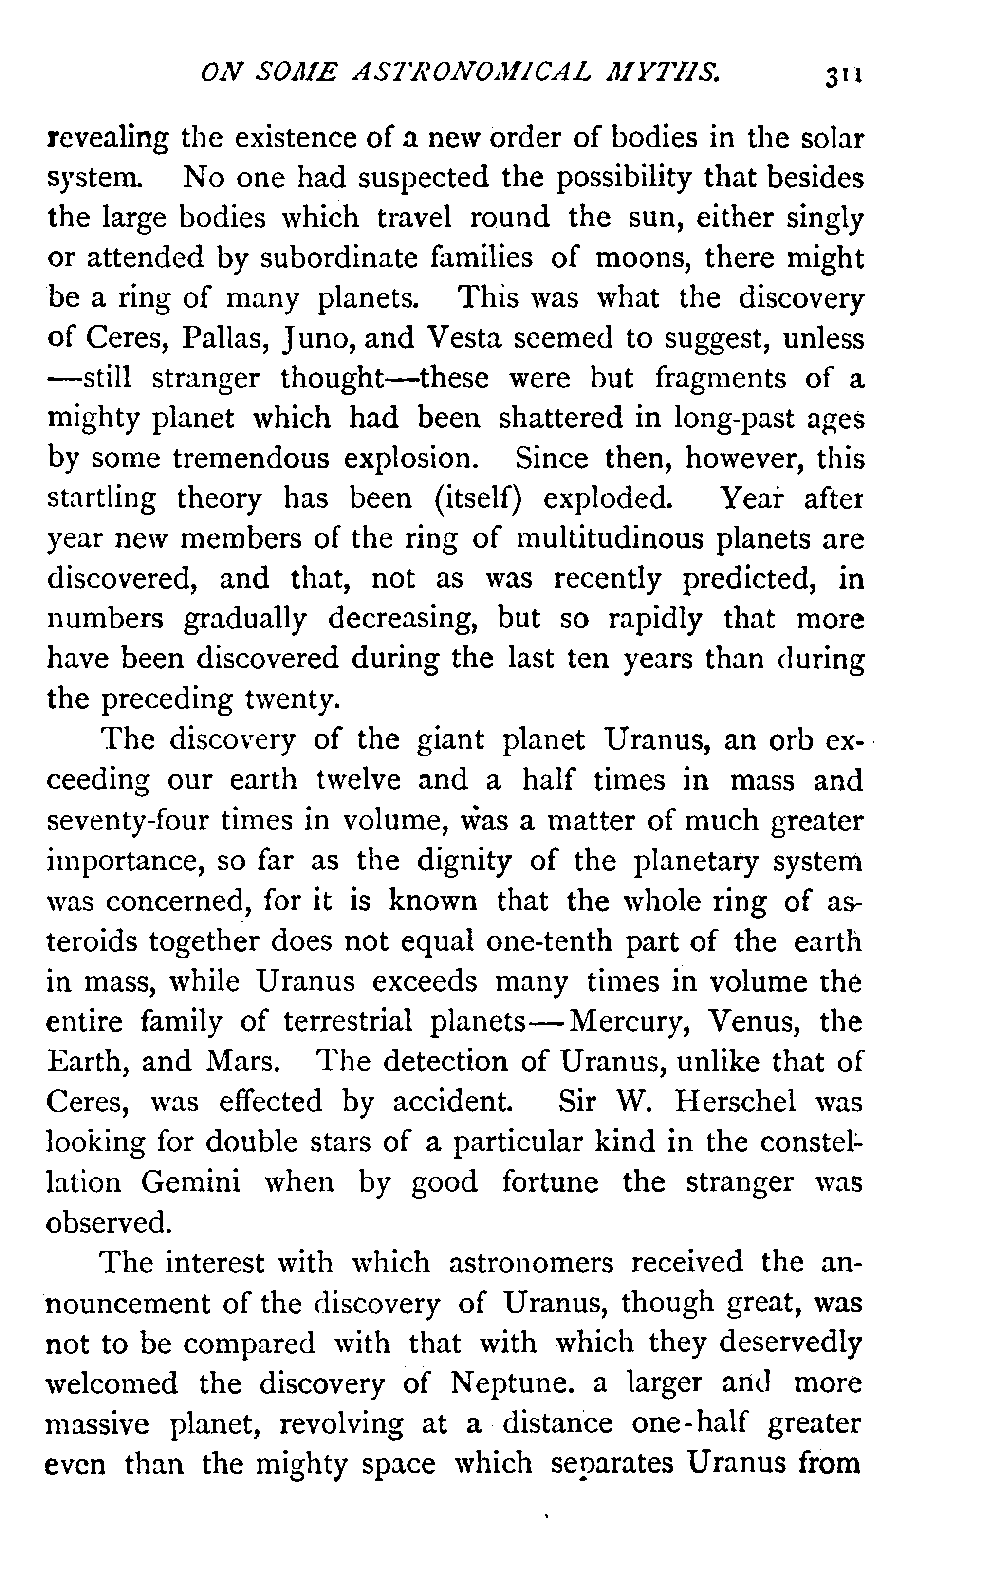 ON SOME ASTRONOMICAL MYTHS. 311
revealing the existence of a new order of bodies in the solar
system. No one had suspected the possibility that besides
the large bodies which travel round the sun, either singly
or attended by subordinate families of moons, there might
be a ring of many planets. This was what the discovery
of Ceres, Pallas, Juno, and Vesta seemed to suggest, unless
—still stranger thought—these were but fragments of a
mighty planet which had been shattered in long-past ages
by some tremendous explosion. Since then, however, this
startling theory has been (itself) exploded. Year after
year new members of the ring of multitudinous planets are
discovered, and that, not as was recently predicted, in
numbers gradually decreasing, but so rapidly that more
have been discovered during the last ten years than during
the preceding twenty.
The discovery of the giant planet Uranus, an orb ex-
ceeding our earth twelve and a half times in mass and
seventy-four times in volume, was a matter of much greater
importance, so far as the dignity of the planetary system
was concerned, for it is known that the whole ring of as-
teroids together does not equal one-tenth part of the earth
in mass, while Uranus exceeds many times in volume the
entire family of terrestrial planets—Mercury, Venus, the
Earth, and Mars. The detection of Uranus, unlike that of
Ceres, was effected by accident. Sir W. Herschel was
looking for double stars of a particular kind in the constel-
lation Gemini when by good fortune the stranger was
observed.
The interest with which astronomers received the an-
nouncement of the discovery of Uranus, though great, was
not to be compared with that with which they deservedly
welcomed the discovery of Neptune. a larger and more
massive planet, revolving at a distance one-half greater
even than the mighty space which separates Uranus from